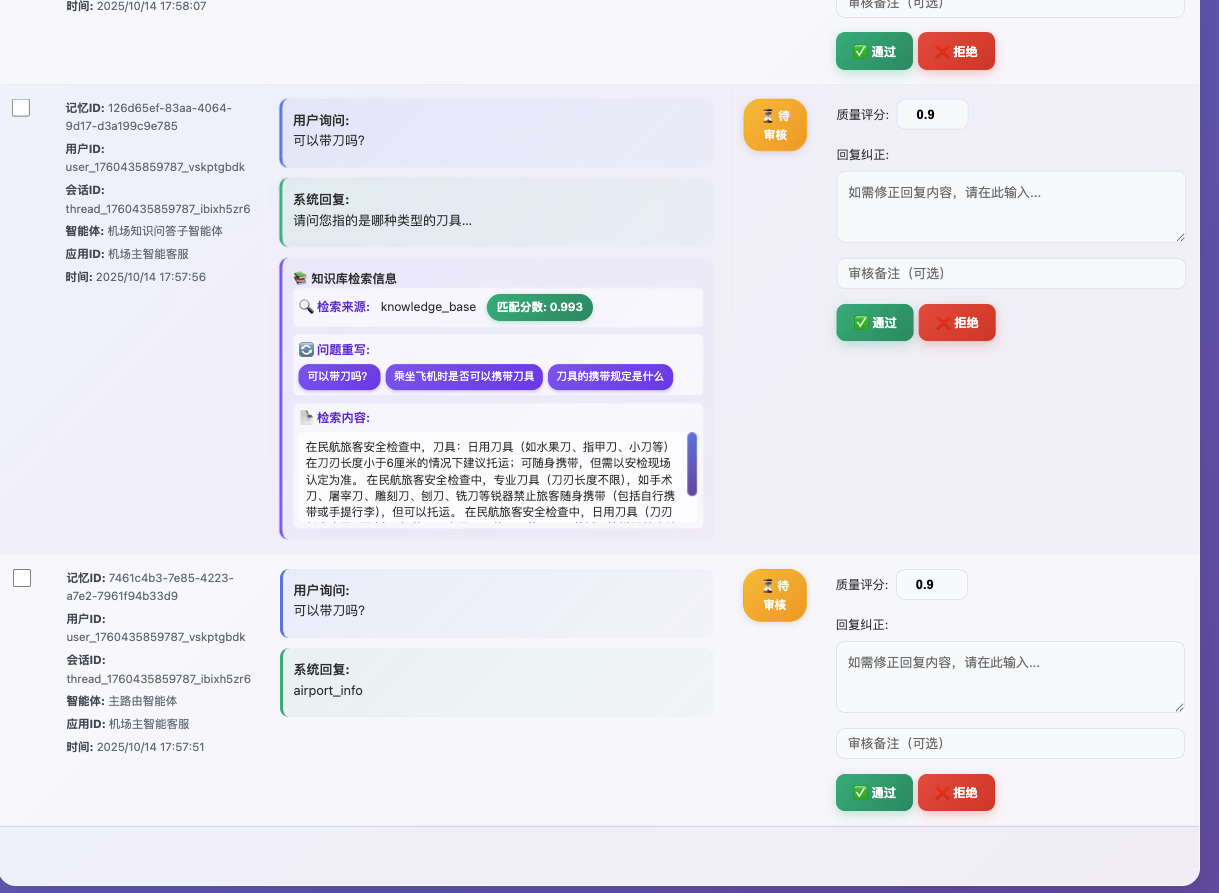 时间: 2025/10/14 17:58:07
审核备注（可选）
✅ 通过
❌ 拒绝
记忆ID: 126d65ef-83aa-4064-
9d17-d3a199c9e785
用户ID:
user_1760435859787_vskptgbdk
会话ID:
thread_1760435859787_ibixh5zr6
智能体: 机场知识问答子智能体
应用ID: 机场主智能客服
时间: 2025/10/14 17:57:56
用户询问:
可以带刀吗?
系统回复:
请问您指的是哪种类型的刀具...
📚 知识库检索信息
🔍 检索来源: knowledge_base 匹配分数: 0.993
🔄 问题重写:
可以带刀吗? 乘坐飞机时是否可以携带刀具 刀具的携带规定是什么
📄 检索内容:
在民航旅客安全检查中，刀具：日用刀具（如水果刀、指甲刀、小刀等）
在刀刃长度小于6厘米的情况下建议托运；可随身携带，但需以安检现场
认定为准。 在民航旅客安全检查中，专业刀具（刀刃长度不限），如手术
刀、屠宰刀、雕刻刀、刨刀、铣刀等锐器禁止旅客随身携带（包括自行携
带或手提行李），但可以托运。 在民航旅客安全检查中，日用刀具（刀刃
⏳ 待
审核
质量评分: 0.9
回复纠正:
如需修正回复内容，请在此输入...
审核备注（可选）
✅ 通过
❌ 拒绝
记忆ID: 7461c4b3-7e85-4223-
a7e2-7961f94b33d9
用户ID:
user_1760435859787_vskptgbdk
会话ID:
thread_1760435859787_ibixh5zr6
智能体: 主路由智能体
应用ID: 机场主智能客服
时间: 2025/10/14 17:57:51
用户询问:
可以带刀吗?
系统回复:
airport_info
⏳ 待
审核
质量评分: 0.9
回复纠正:
如需修正回复内容，请在此输入...
审核备注（可选）
✅ 通过
❌ 拒绝